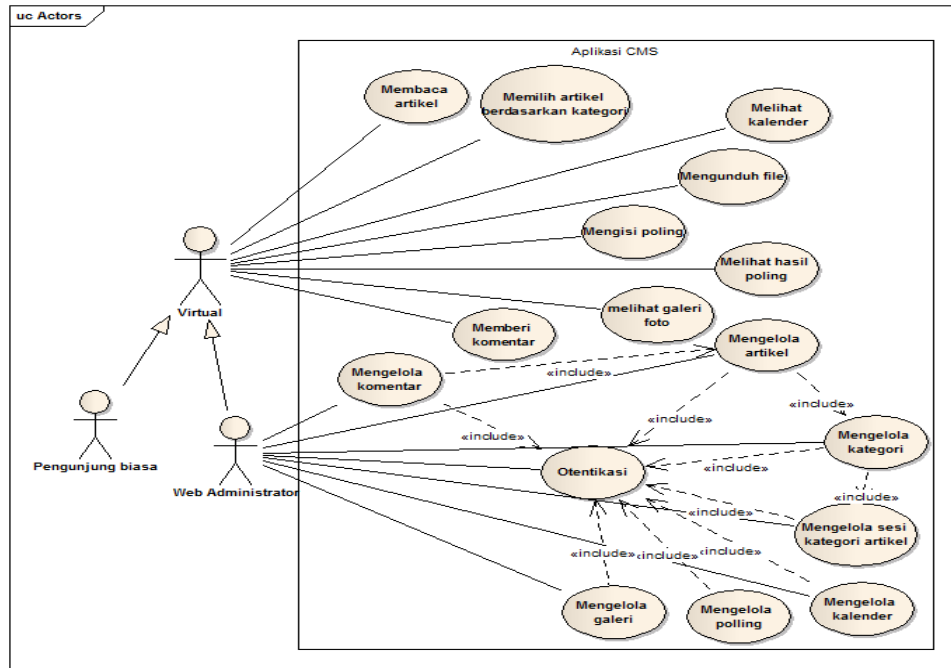 uc Actors
Aplikasi CMS
Membaca
artikel
Memilih artikel
berdasarkan kategori
Melihat
kalender
Mengunduh file
Mengisi poling
Melihat hasil
poling
melihat galeri
foto
Memberi
komentar
Virtual
Mengelola
artikel
Mengelola
komentar
«include»
«include»
«include»
«include»
Pengunjung biasa
Web Administrator
Otentikasi
Mengelola
kategori
«include»
«include»
«include»
Mengelola sesi
kategori artikel
«include»
«include»
«include»
Mengelola
galeri
Mengelola
polling
Mengelola
kalender